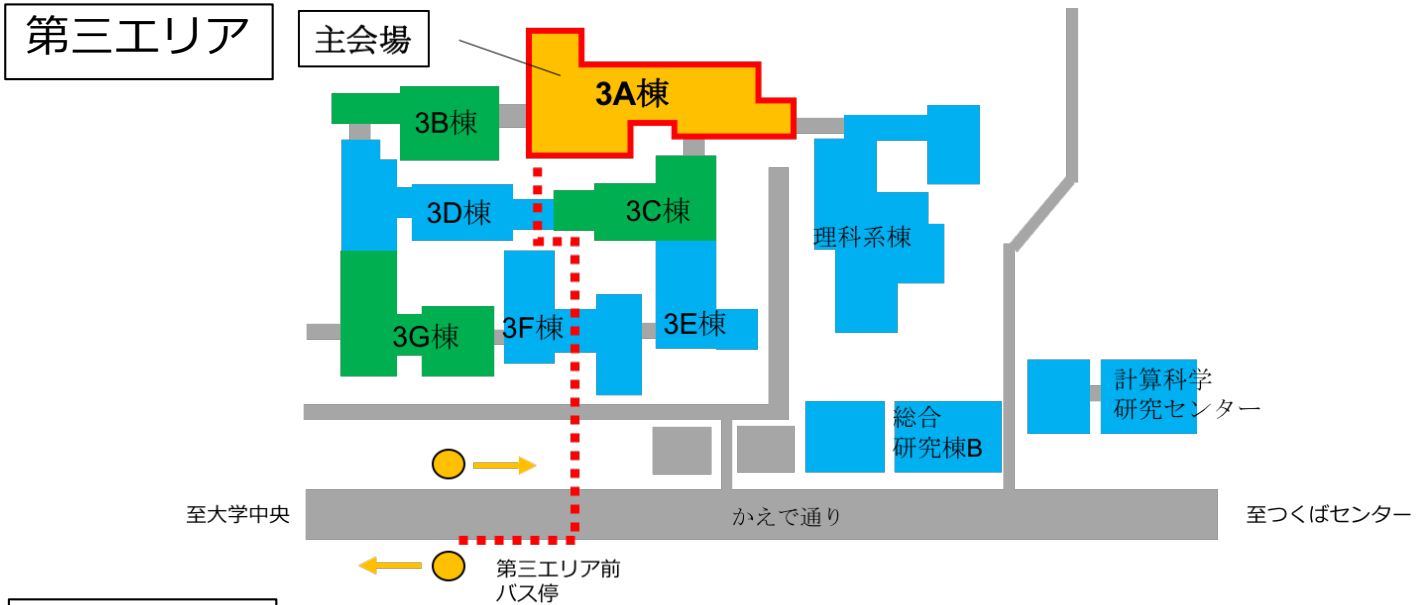 第三エリア
主会場
3A棟
3B棟
3D棟
3C棟
理科系棟
3G棟
3F棟
3E棟
計算科学
研究センター
総合
研究棟B
至大学中央
かえで通り
至つくばセンター
第三エリア前
バス停